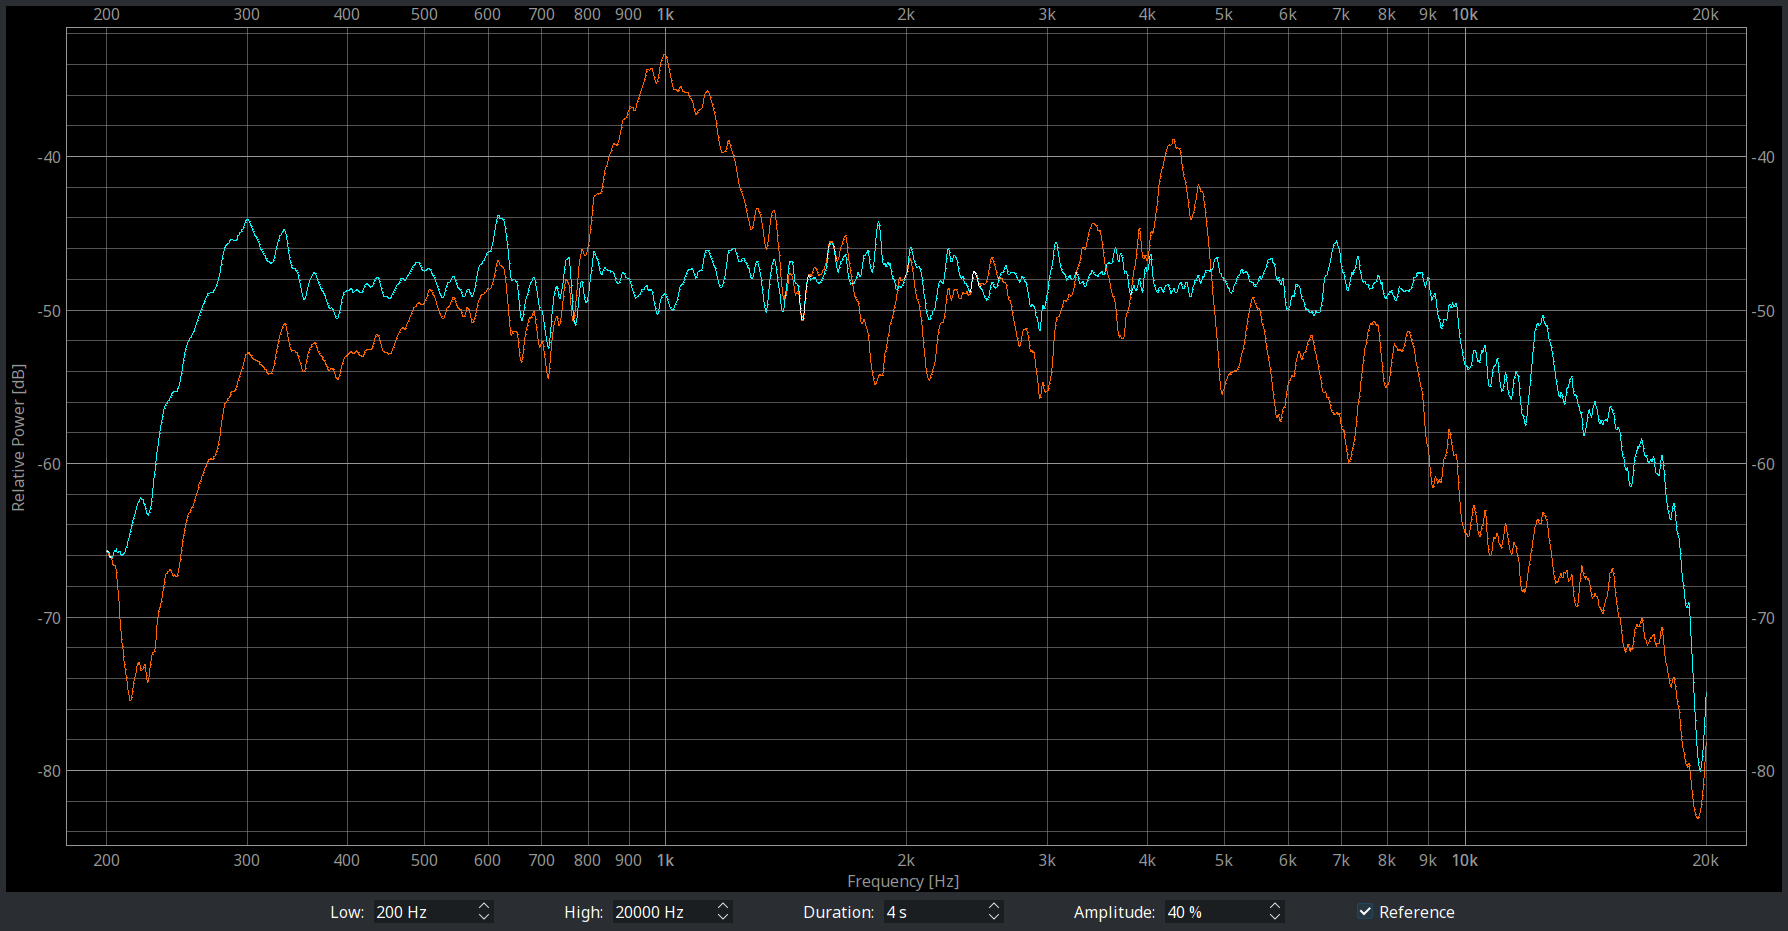 200 300 400 500 600 700 800 900 1k 2k 3k 4k 5k 6k 7k 8k 9k 10k 20k
-40 -40
-50 -50
-60 -60
-70 -70
-80 -80
Relative Power [dB]
200 300 400 500 600 700 800 900 1k 2k 3k 4k 5k 6k 7k 8k 9k 10k 20k
Frequency [Hz]
Low: 200 Hz High: 20000 Hz Duration: 4 s Amplitude: 40 % Reference